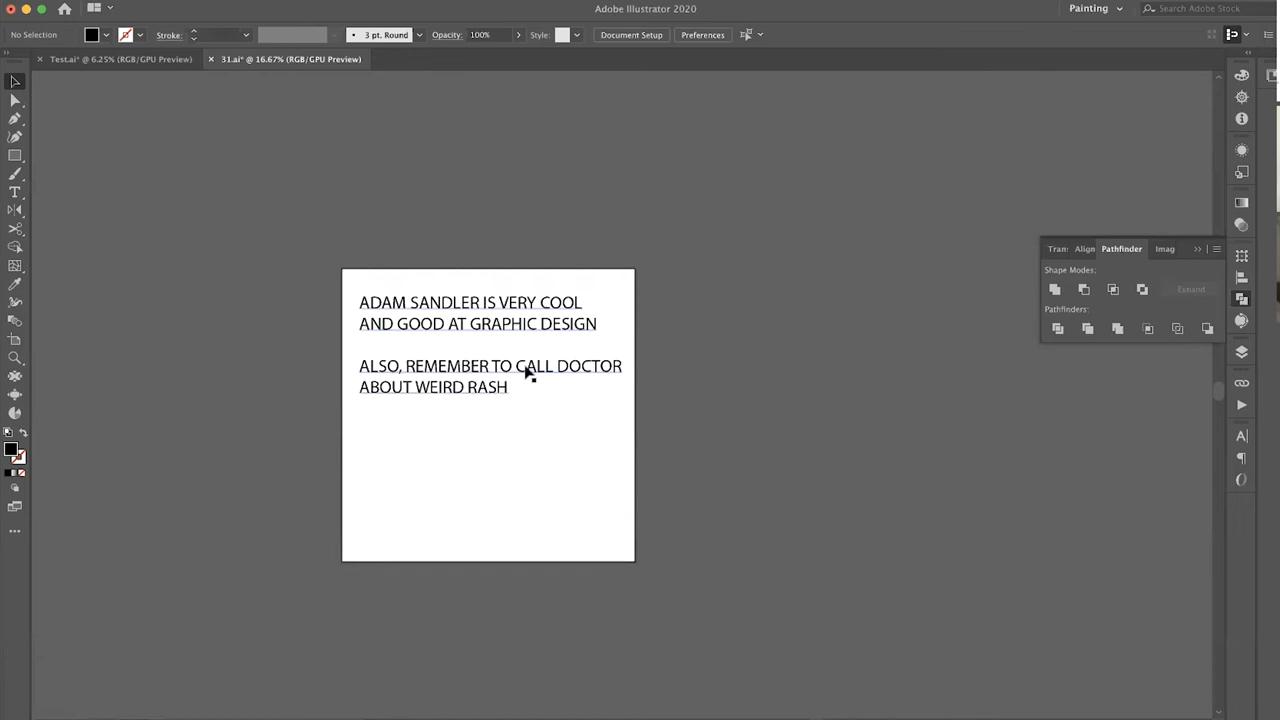 Adobe Illustrator 2020
Painting
Search Adobe Stock
No Selection
Stroke:
3 pt. Round
Opacity:
100%
Style:
Document Setup
Preferences
Test.ai* @ 6.25% (RGB/GPU Preview)
31.ai* @ 16.67% (RGB/GPU Preview)
Tran
Align
Pathfinder
Imag
Shape Modes:
Expand
Pathfinders:
ADAM SANDLER IS VERY COOL
AND GOOD AT GRAPHIC DESIGN
ALSO, REMEMBER TO CALL DOCTOR
ABOUT WEIRD RASH